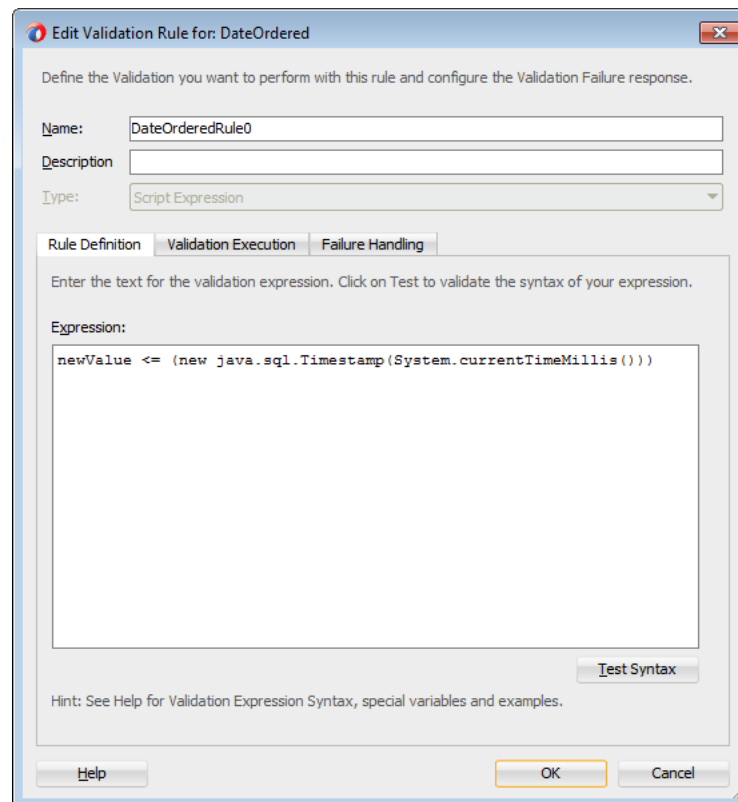 Edit Validation Rule for: DateOrdered
Define the Validation you want to perform with this rule and configure the Validation Failure response.
Name: DateOrderedRule0
Description
Type: Script Expression
Rule Definition Validation Execution Failure Handling
Enter the text for the validation expression. Click on Test to validate the syntax of your expression.
Expression:
newValue <= (new java.sql.Timestamp(System.currentTimeMillis()))
Test Syntax
Hint: See Help for Validation Expression Syntax, special variables and examples.
Help OK Cancel